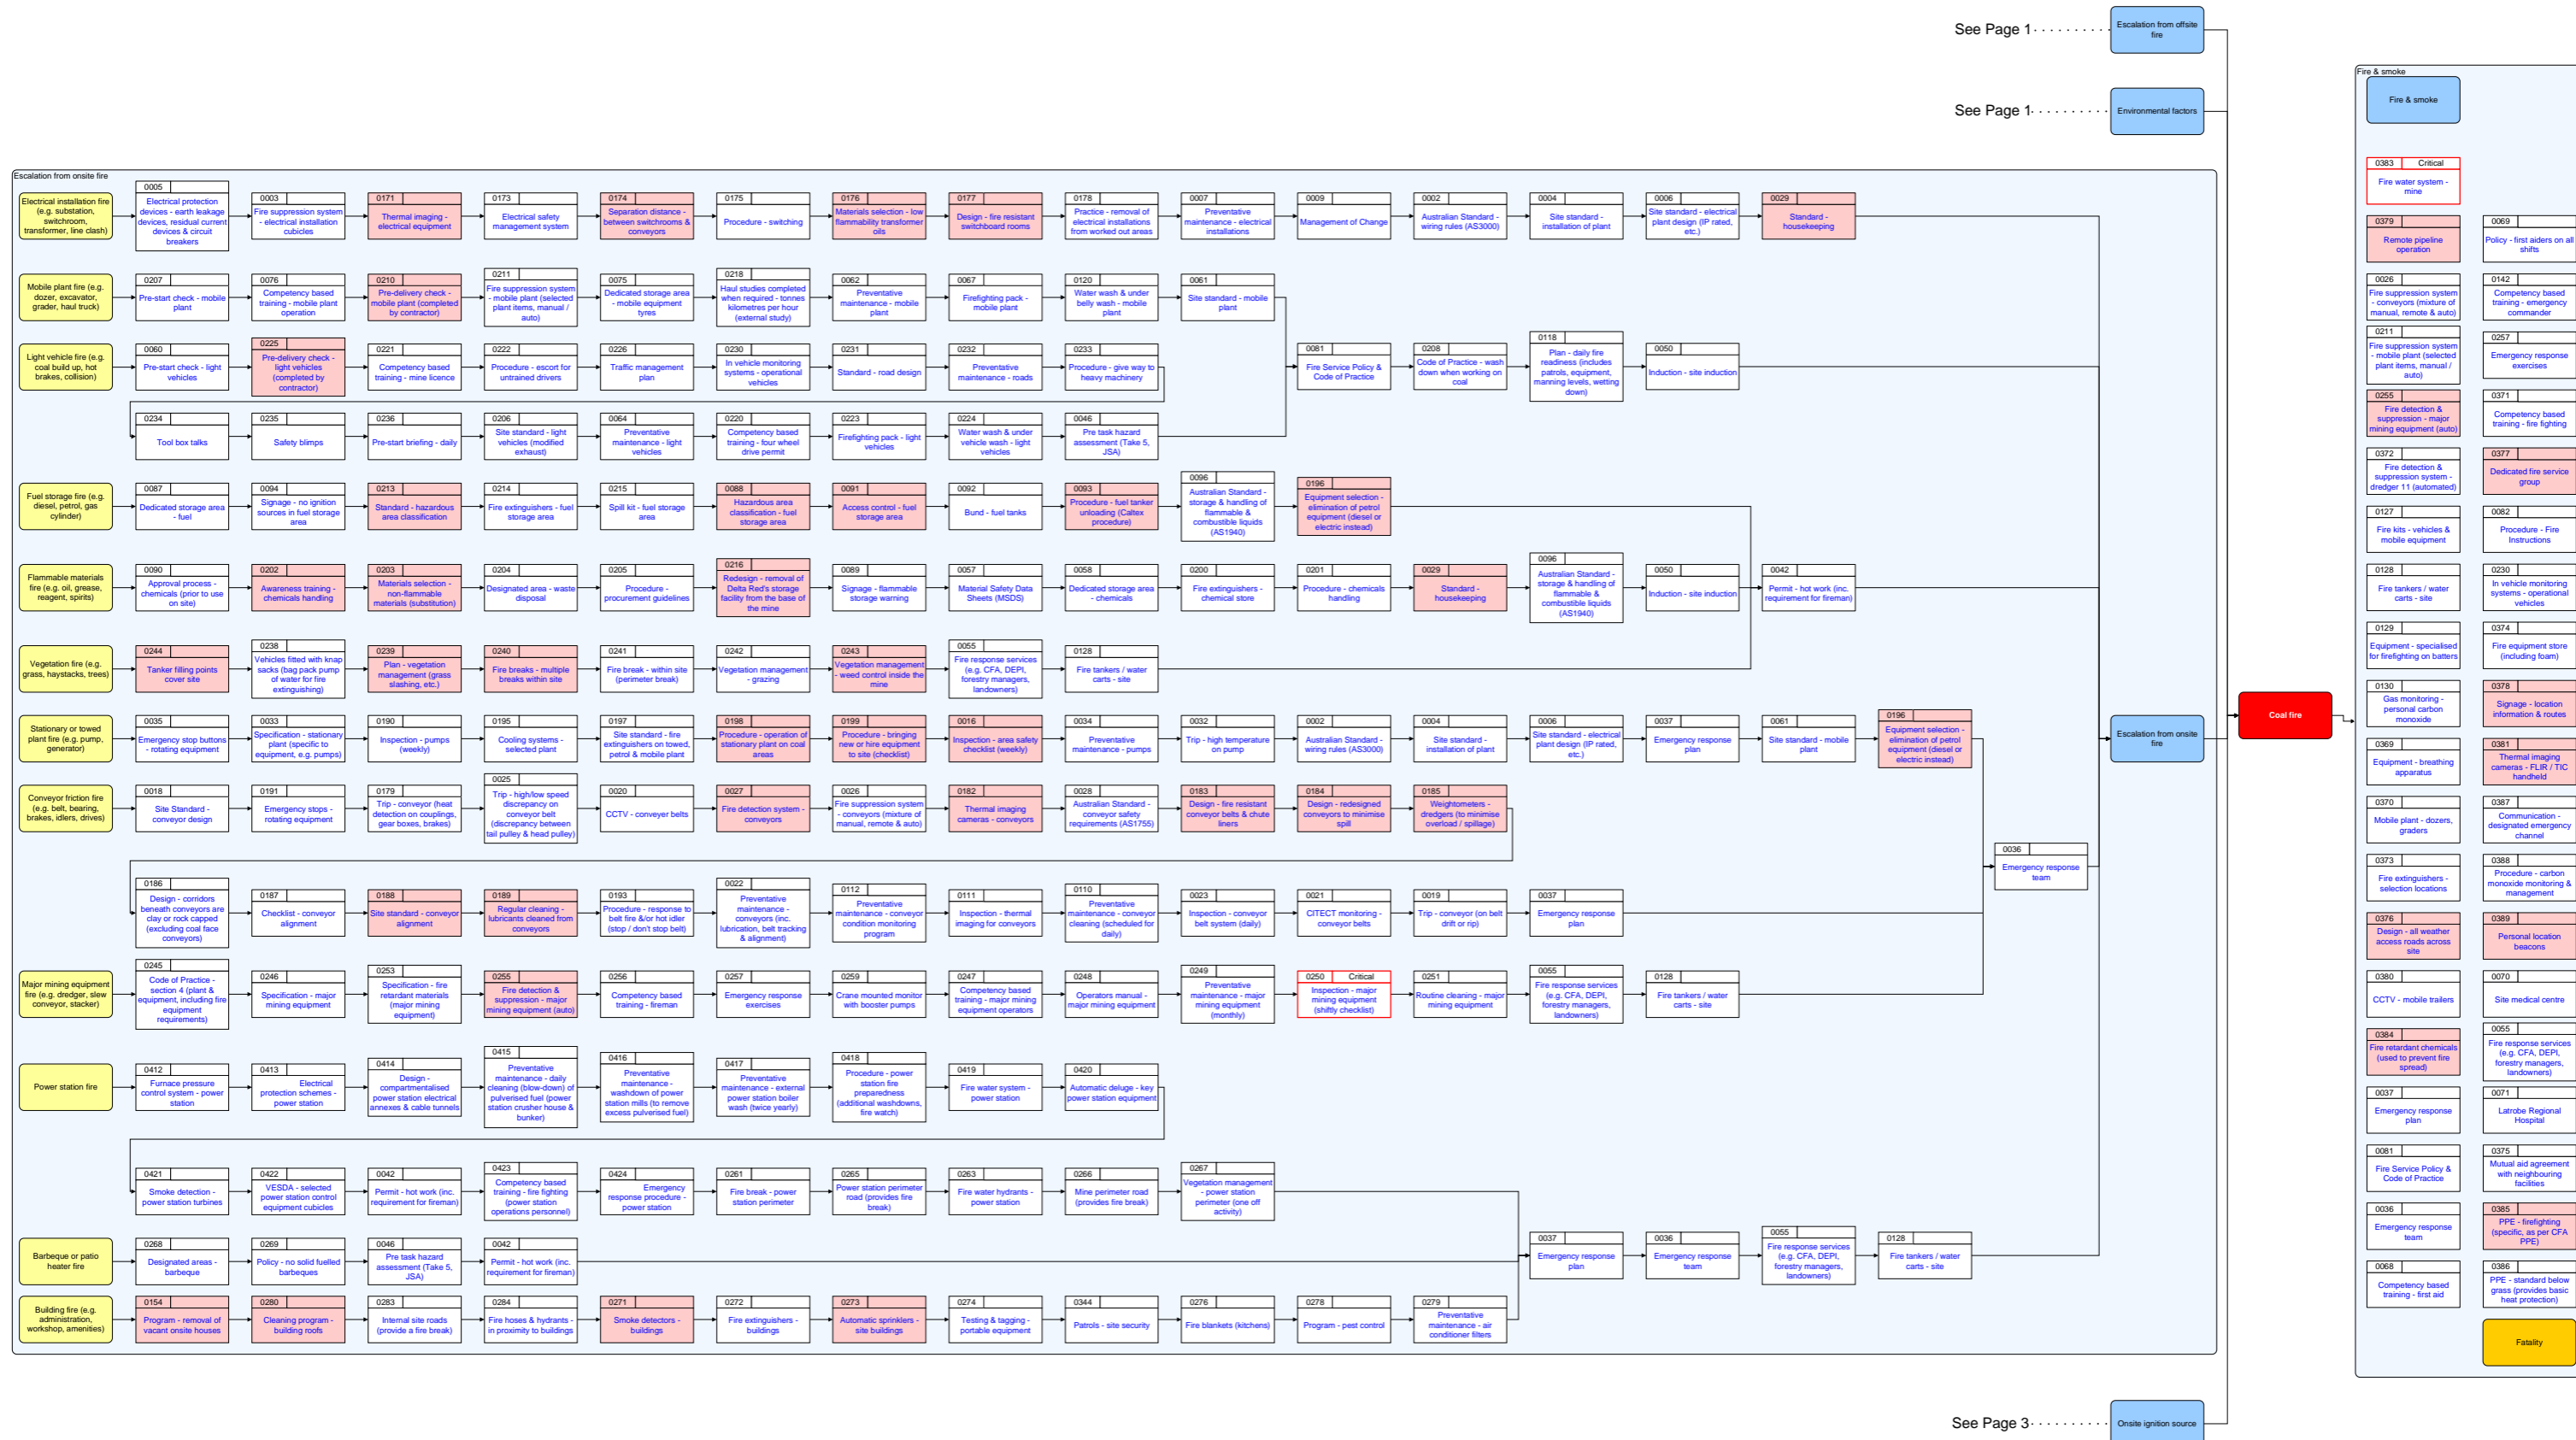 See Page 1
Escalation from offsite
fire
Fire & smoke
Fire & smoke
See Page 1
Environmental factors
Escalation from onsite fire
Electrical installation fire
(e.g. substation,
switchroom,
transformer, line clash)
0005
Electrical protection
devices - earth leakage
devices, residual current
devices & circuit
breakers
0003
Fire suppression system
- electrical installation
cubicles
0171
Thermal imaging -
electrical equipment
0173
Electrical safety
management system
0174
Separation distance -
between switchrooms &
conveyors
0175
Procedure - switching
0176
Materials selection - low
flammability transformer
oils
0177
Design - fire resistant
switchboard rooms
0178
Practice - removal of
electrical installations
from worked out areas
0007
Preventative
maintenance - electrical
installations
0009
Management of Change
0002
Australian Standard -
wiring rules (AS3000)
0004
Site standard -
installation of plant
0006
Site standard - electrical
plant design (IP rated,
etc.)
0029
Standard -
housekeeping
Mobile plant fire (e.g.
dozer, excavator,
grader, haul truck)
0207
Pre-start check - mobile
plant
0076
Competency based
training - mobile plant
operation
0210
Pre-delivery check -
mobile plant (completed
by contractor)
0211
Fire suppression system
- mobile plant (selected
plant items, manual /
auto)
0075
Dedicated storage area
- mobile equipment
tyres
0218
Haul studies completed
when required - tonnes
kilometres per hour
(external study)
0062
Preventative
maintenance - mobile
plant
0067
Firefighting pack -
mobile plant
0120
Water wash & under
belly wash - mobile
plant
0061
Site standard - mobile
plant
Light vehicle fire (e.g.
coal build up, hot
brakes, collision)
0060
Pre-start check - light
vehicles
0225
Pre-delivery check -
light vehicles
(completed by
contractor)
0221
Competency based
training - mine licence
0222
Procedure - escort for
untrained drivers
0226
Traffic management
plan
0230
In vehicle monitoring
systems - operational
vehicles
0231
Standard - road design
0232
Preventative
maintenance - roads
0233
Procedure - give way to
heavy machinery
0081
Fire Service Policy &
Code of Practice
0208
Code of Practice - wash
down when working on
coal
0118
Plan - daily fire
readiness (includes
patrols, equipment,
manning levels, wetting
down)
0050
Induction - site induction
0234
Tool box talks
0235
Safety blimps
0236
Pre-start briefing - daily
0206
Site standard - light
vehicles (modified
exhaust)
0064
Preventative
maintenance - light
vehicles
0220
Competency based
training - four wheel
drive permit
0223
Firefighting pack - light
vehicles
0224
Water wash & under
vehicle wash - light
vehicles
0046
Pre task hazard
assessment (Take 5,
JSA)
Fuel storage fire (e.g.
diesel, petrol, gas
cylinder)
0087
Dedicated storage area
- fuel
0094
Signage - no ignition
sources in fuel storage
area
0213
Standard - hazardous
area classification
0214
Fire extinguishers - fuel
storage area
0215
Spill kit - fuel storage
area
0088
Hazardous area
classification - fuel
storage area
0091
Access control - fuel
storage area
0092
Bund - fuel tanks
0093
Procedure - fuel tanker
unloading (Caltex
procedure)
0096
Australian Standard -
storage & handling of
flammable &
combustible liquids
(AS1940)
0196
Equipment selection -
elimination of petrol
equipment (diesel or
electric instead)
Flammable materials
fire (e.g. oil, grease,
reagent, spirits)
0090
Approval process -
chemicals (prior to use
on site)
0202
Awareness training -
chemicals handling
0203
Materials selection -
non-flammable
materials (substitution)
0204
Designated area - waste
disposal
0205
Procedure -
procurement guidelines
0216
Redesign - removal of
Delta Red's storage
facility from the base of
the mine
0089
Signage - flammable
storage warning
0057
Material Safety Data
Sheets (MSDS)
0058
Dedicated storage area
- chemicals
0200
Fire extinguishers -
chemical store
0201
Procedure - chemicals
handling
0029
Standard -
housekeeping
0096
Australian Standard -
storage & handling of
flammable &
combustible liquids
(AS1940)
0050
Induction - site induction
0042
Permit - hot work (inc.
requirement for fireman)
Vegetation fire (e.g.
grass, haystacks, trees)
0244
Tanker filling points
cover site
0238
Vehicles fitted with knap
sacks (bag pack pump
of water for fire
extinguishing)
0239
Plan - vegetation
management (grass
slashing, etc.)
0240
Fire breaks - multiple
breaks within site
0241
Fire break - within site
(perimeter break)
0242
Vegetation management
- grazing
0243
Vegetation management
- weed control inside the
mine
0055
Fire response services
(e.g. CFA, DEPI,
forestry managers,
landowners)
0128
Fire tankers / water
carts - site
Stationary or towed
plant fire (e.g. pump,
generator)
0035
Emergency stop buttons
- rotating equipment
0033
Specification - stationary
plant (specific to
equipment, e.g. pumps)
0190
Inspection - pumps
(weekly)
0195
Cooling systems -
selected plant
0197
Site standard - fire
extinguishers on towed,
petrol & mobile plant
0198
Procedure - operation of
stationary plant on coal
areas
0199
Procedure - bringing
new or hire equipment
to site (checklist)
0016
Inspection - area safety
checklist (weekly)
0034
Preventative
maintenance - pumps
0032
Trip - high temperature
on pump
0002
Australian Standard -
wiring rules (AS3000)
0004
Site standard -
installation of plant
0006
Site standard - electrical
plant design (IP rated,
etc.)
0037
Emergency response
plan
0061
Site standard - mobile
plant
0196
Equipment selection -
elimination of petrol
equipment (diesel or
electric instead)
Escalation from onsite
fire
Coal fire
Conveyor friction fire
(e.g. belt, bearing,
brakes, idlers, drives)
0018
Site Standard -
conveyor design
0191
Emergency stops -
rotating equipment
0179
Trip - conveyor (heat
detection on couplings,
gear boxes, brakes)
0025
Trip - high/low speed
discrepancy on
conveyor belt
(discrepancy between
tail pulley & head pulley)
0020
CCTV - conveyer belts
0027
Fire detection system -
conveyors
0026
Fire suppression system
- conveyors (mixture of
manual, remote & auto)
0182
Thermal imaging
cameras - conveyors
0028
Australian Standard -
conveyor safety
requirements (AS1755)
0183
Design - fire resistant
conveyor belts & chute
liners
0184
Design - redesigned
conveyors to minimise
spill
0185
Weightometers -
dredgers (to minimise
overload / spillage)
0036
Emergency response
team
0186
Design - corridors
beneath conveyors are
clay or rock capped
(excluding coal face
conveyors)
0187
Checklist - conveyor
alignment
0188
Site standard - conveyor
alignment
0189
Regular cleaning -
lubricants cleaned from
conveyors
0193
Procedure - response to
belt fire &/or hot idler
(stop / don't stop belt)
0022
Preventative
maintenance -
conveyors (inc.
lubrication, belt tracking
& alignment)
0112
Preventative
maintenance - conveyor
condition monitoring
program
0111
Inspection - thermal
imaging for conveyors
0110
Preventative
maintenance - conveyor
cleaning (scheduled for
daily)
0023
Inspection - conveyor
belt system (daily)
0021
CITECT monitoring -
conveyor belts
0019
Trip - conveyor (on belt
drift or rip)
0037
Emergency response
plan
Major mining equipment
fire (e.g. dredger, slew
conveyor, stacker)
0245
Code of Practice -
section 4 (plant &
equipment, including fire
equipment
requirements)
0246
Specification - major
mining equipment
0253
Specification - fire
retardant materials
(major mining
equipment)
0255
Fire detection &
suppression - major
mining equipment (auto)
0256
Competency based
training - fireman
0257
Emergency response
exercises
0259
Crane mounted monitor
with booster pumps
0247
Competency based
training - major mining
equipment operators
0248
Operators manual -
major mining equipment
0249
Preventative
maintenance - major
mining equipment
(monthly)
0250 Critical
Inspection - major
mining equipment
(shiftly checklist)
0251
Routine cleaning - major
mining equipment
0055
Fire response services
(e.g. CFA, DEPI,
forestry managers,
landowners)
0128
Fire tankers / water
carts - site
Power station fire
0412
Furnace pressure
control system - power
station
0413
Electrical
protection schemes -
power station
0414
Design -
compartmentalised
power station electrical
annexes & cable tunnels
0415
Preventative
maintenance - daily
cleaning (blow-down) of
pulverised fuel (power
station crusher house &
bunker)
0416
Preventative
maintenance -
washdown of power
station mills (to remove
excess pulverised fuel)
0417
Preventative
maintenance - external
power station boiler
wash (twice yearly)
0418
Procedure - power
station fire
preparedness
(additional washdowns,
fire watch)
0419
Fire water system -
power station
0420
Automatic deluge - key
power station equipment
0421
Smoke detection -
power station turbines
0422
VESDA - selected
power station control
equipment cubicles
0042
Permit - hot work (inc.
requirement for fireman)
0423
Competency based
training - fire fighting
(power station
operations personnel)
0424
Emergency
response procedure -
power station
0261
Fire break - power
station perimeter
0265
Power station perimeter
road (provides fire
break)
0263
Fire water hydrants -
power station
0266
Mine perimeter road
(provides fire break)
0267
Vegetation management
- power station
perimeter (one off
activity)
Barbeque or patio
heater fire
0268
Designated areas -
barbeque
0269
Policy - no solid fuelled
barbeques
0046
Pre task hazard
assessment (Take 5,
JSA)
0042
Permit - hot work (inc.
requirement for fireman)
0037
Emergency response
plan
0036
Emergency response
team
0055
Fire response services
(e.g. CFA, DEPI,
forestry managers,
landowners)
0128
Fire tankers / water
carts - site
Building fire (e.g.
administration,
workshop, amenities)
0154
Program - removal of
vacant onsite houses
0280
Cleaning program -
building roofs
0283
Internal site roads
(provide a fire break)
0284
Fire hoses & hydrants -
in proximity to buildings
0271
Smoke detectors -
buildings
0272
Fire extinguishers -
buildings
0273
Automatic sprinklers -
site buildings
0274
Testing & tagging -
portable equipment
0344
Patrols - site security
0276
Fire blankets (kitchens)
0278
Program - pest control
0279
Preventative
maintenance - air
conditioner filters
See Page 3
Onsite ignition source
0383 Critical
Fire water system -
mine
0379
Remote pipeline
operation
0069
Policy - first aiders on all
shifts
0026
Fire suppression system
- conveyors (mixture of
manual, remote & auto)
0142
Competency based
training - emergency
commander
0211
Fire suppression system
- mobile plant (selected
plant items, manual /
auto)
0257
Emergency response
exercises
0255
Fire detection &
suppression - major
mining equipment (auto)
0371
Competency based
training - fire fighting
0372
Fire detection &
suppression system -
dredger 11 (automated)
0377
Dedicated fire service
group
0127
Fire kits - vehicles &
mobile equipment
0082
Procedure - Fire
Instructions
0128
Fire tankers / water
carts - site
0230
In vehicle monitoring
systems - operational
vehicles
0129
Equipment - specialised
for firefighting on batters
0374
Fire equipment store
(including foam)
0130
Gas monitoring -
personal carbon
monoxide
0378
Signage - location
information & routes
0369
Equipment - breathing
apparatus
0381
Thermal imaging
cameras - FLIR / TIC
handheld
0370
Mobile plant - dozers,
graders
0387
Communication -
designated emergency
channel
0373
Fire extinguishers -
selection locations
0388
Procedure - carbon
monoxide monitoring &
management
0376
Design - all weather
access roads across
site
0389
Personal location
beacons
0380
CCTV - mobile trailers
0070
Site medical centre
0384
Fire retardant chemicals
(used to prevent fire
spread)
0055
Fire response services
(e.g. CFA, DEPI,
forestry managers,
landowners)
0037
Emergency response
plan
0071
Latrobe Regional
Hospital
0081
Fire Service Policy &
Code of Practice
0375
Mutual aid agreement
with neighbouring
facilities
0036
Emergency response
team
0385
PPE - firefighting
(specific, as per CFA
PPE)
0068
Competency based
training - first aid
0386
PPE - standard below
grass (provides basic
heat protection)
Fatality